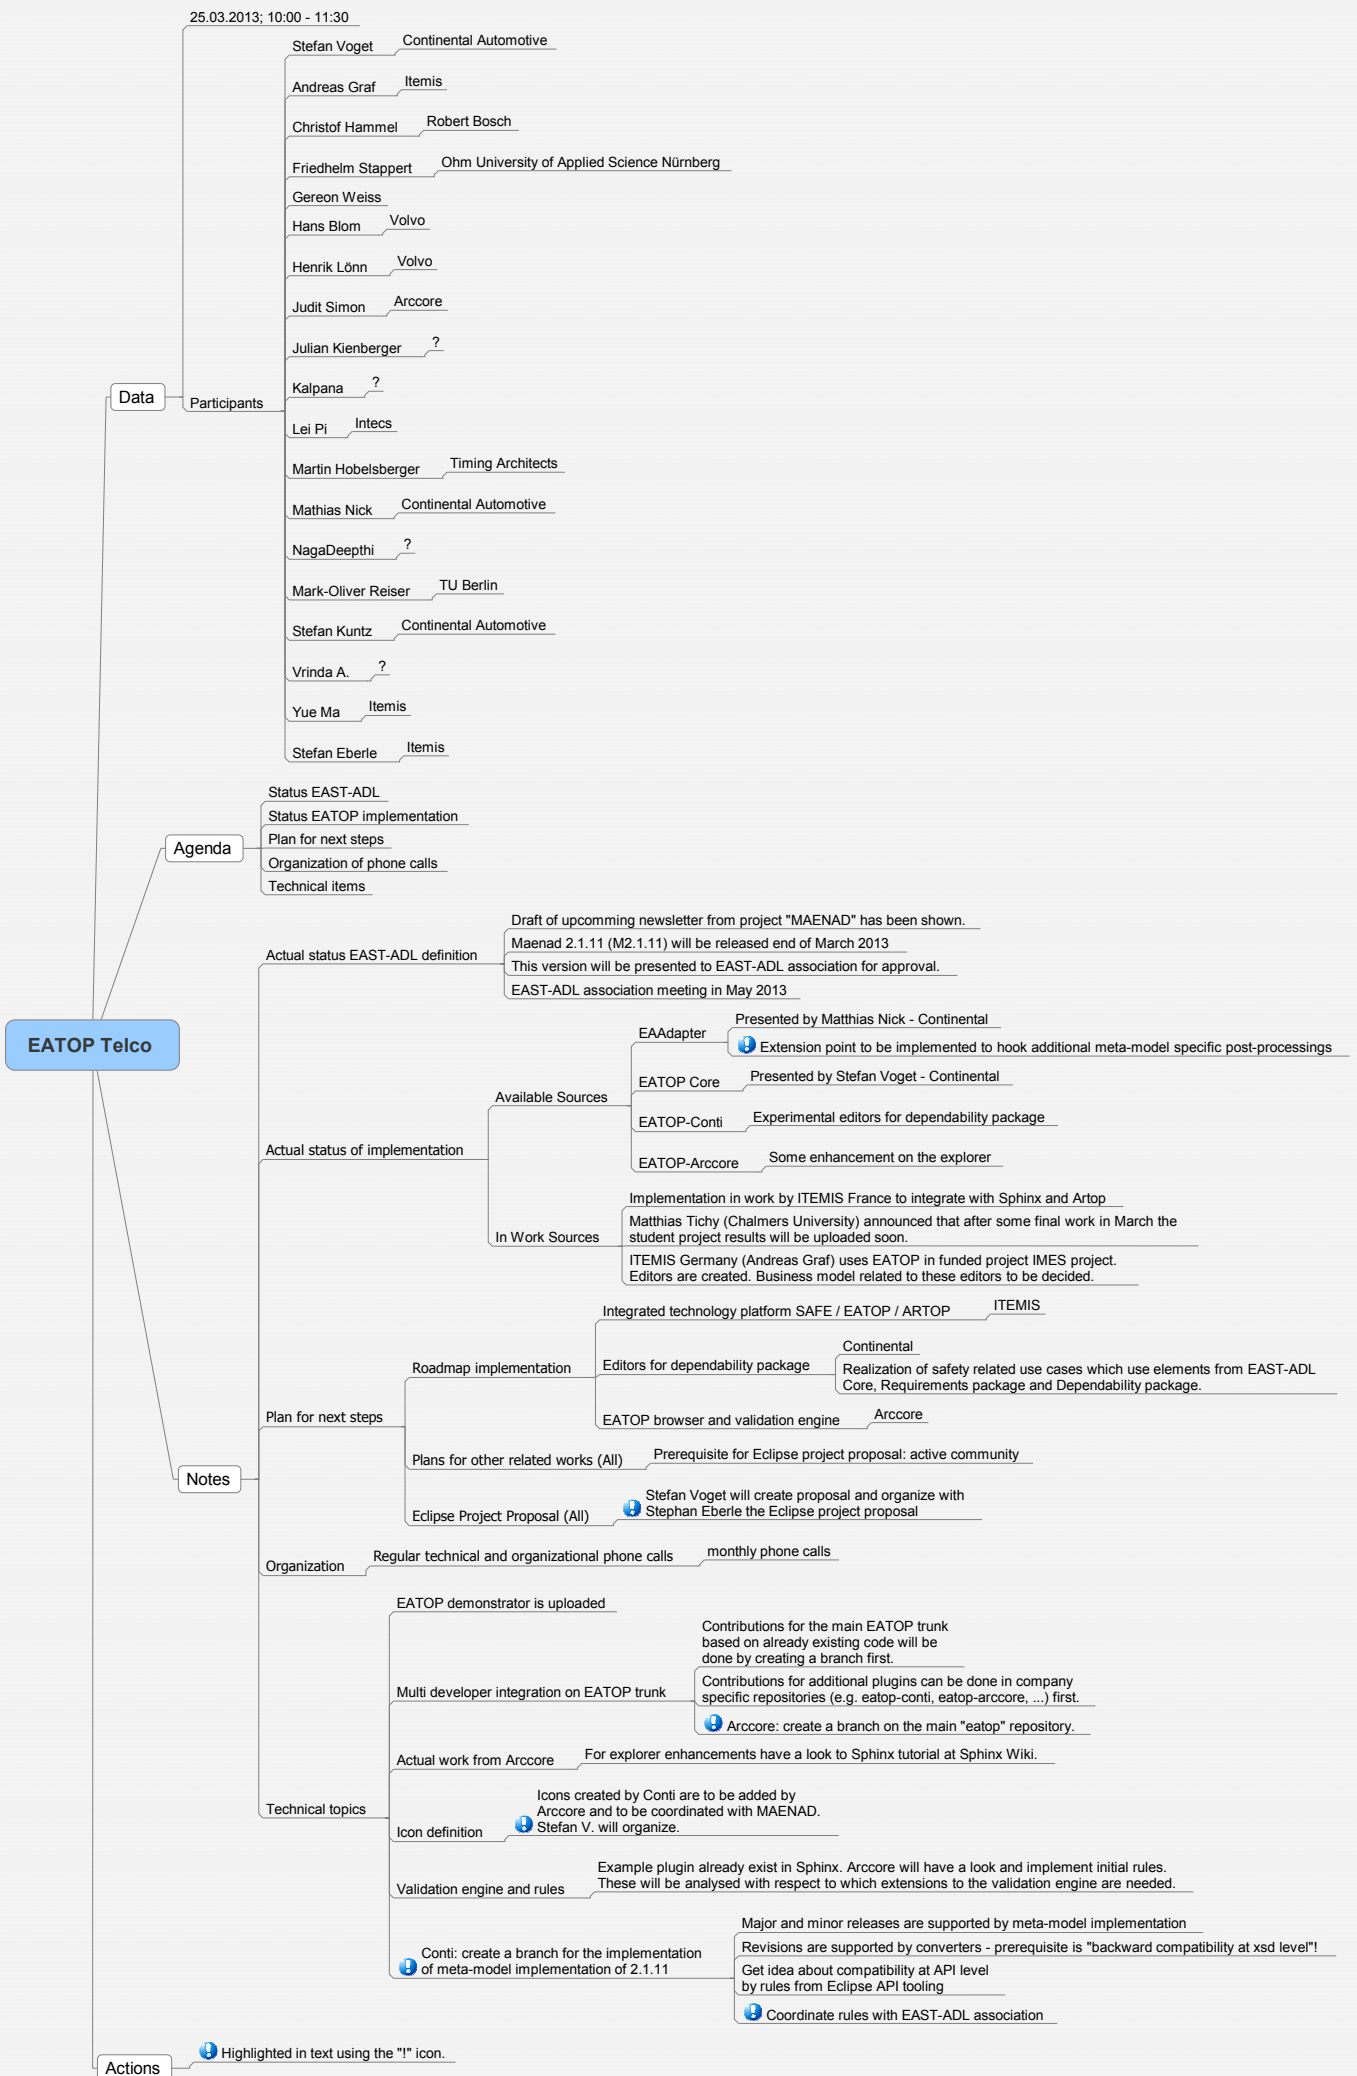 25.03.2013; 10:00 - 11:30
Stefan Voget
Continental Automotive
Andreas Graf
Itemis
Christof Hammel
Robert Bosch
Friedhelm Stappert
Ohm University of Applied Science Nürnberg
Gereon Weiss
Hans Blom
Volvo
Henrik Lönn
Volvo
Judit Simon
Arccore
Julian Kienberger
?
Kalpana
?
Data
Participants
Lei Pi
Intecs
Martin Hobelsberger
Timing Architects
Mathias Nick
Continental Automotive
NagaDeepthi
?
Mark-Oliver Reiser
TU Berlin
Stefan Kuntz
Continental Automotive
Vrinda A.
?
Yue Ma
Itemis
Stefan Eberle
Itemis
Agenda
Status EAST-ADL
Status EATOP implementation
Plan for next steps
Organization of phone calls
Technical items
EATOP Telco
Notes
Actual status EAST-ADL definition
Draft of upcomming newsletter from project "MAENAD" has been shown.
Maenad 2.1.11 (M2.1.11) will be released end of March 2013
This version will be presented to EAST-ADL association for approval.
EAST-ADL association meeting in May 2013
Actual status of implementation
Available Sources
EAAdapter
Presented by Matthias Nick - Continental
Extension point to be implemented to hook additional meta-model specific post-processings
EATOP Core
Presented by Stefan Voget - Continental
EATOP-Conti
Experimental editors for dependability package
EATOP-Arccore
Some enhancement on the explorer
In Work Sources
Implementation in work by ITEMIS France to integrate with Sphinx and Artop
Matthias Tichy (Chalmers University) announced that after some final work in March the
student project results will be uploaded soon.
ITEMIS Germany (Andreas Graf) uses EATOP in funded project IMES project.
Editors are created. Business model related to these editors to be decided.
Plan for next steps
Roadmap implementation
Integrated technology platform SAFE / EATOP / ARTOP
ITEMIS
Editors for dependability package
Continental
Realization of safety related use cases which use elements from EAST-ADL
Core, Requirements package and Dependability package.
EATOP browser and validation engine
Arccore
Plans for other related works (All)
Prerequisite for Eclipse project proposal: active community
Eclipse Project Proposal (All)
Stefan Voget will create proposal and organize with
Stephan Eberle the Eclipse project proposal
Organization
Regular technical and organizational phone calls
monthly phone calls
Technical topics
EATOP demonstrator is uploaded
Multi developer integration on EATOP trunk
Contributions for the main EATOP trunk
based on already existing code will be
done by creating a branch first.
Contributions for additional plugins can be done in company
specific repositories (e.g. eatop-conti, eatop-arccore, ...) first.
Arccore: create a branch on the main "eatop" repository.
Actual work from Arccore
For explorer enhancements have a look to Sphinx tutorial at Sphinx Wiki.
Icon definition
Icons created by Conti are to be added by
Arccore and to be coordinated with MAENAD.
Stefan V. will organize.
Validation engine and rules
Example plugin already exist in Sphinx. Arccore will have a look and implement initial rules.
These will be analysed with respect to which extensions to the validation engine are needed.
Conti: create a branch for the implementation
of meta-model implementation of 2.1.11
Major and minor releases are supported by meta-model implementation
Revisions are supported by converters - prerequisite is "backward compatibility at xsd level"!
Get idea about compatibility at API level
by rules from Eclipse API tooling
Coordinate rules with EAST-ADL association
Actions
Highlighted in text using the "!" icon.